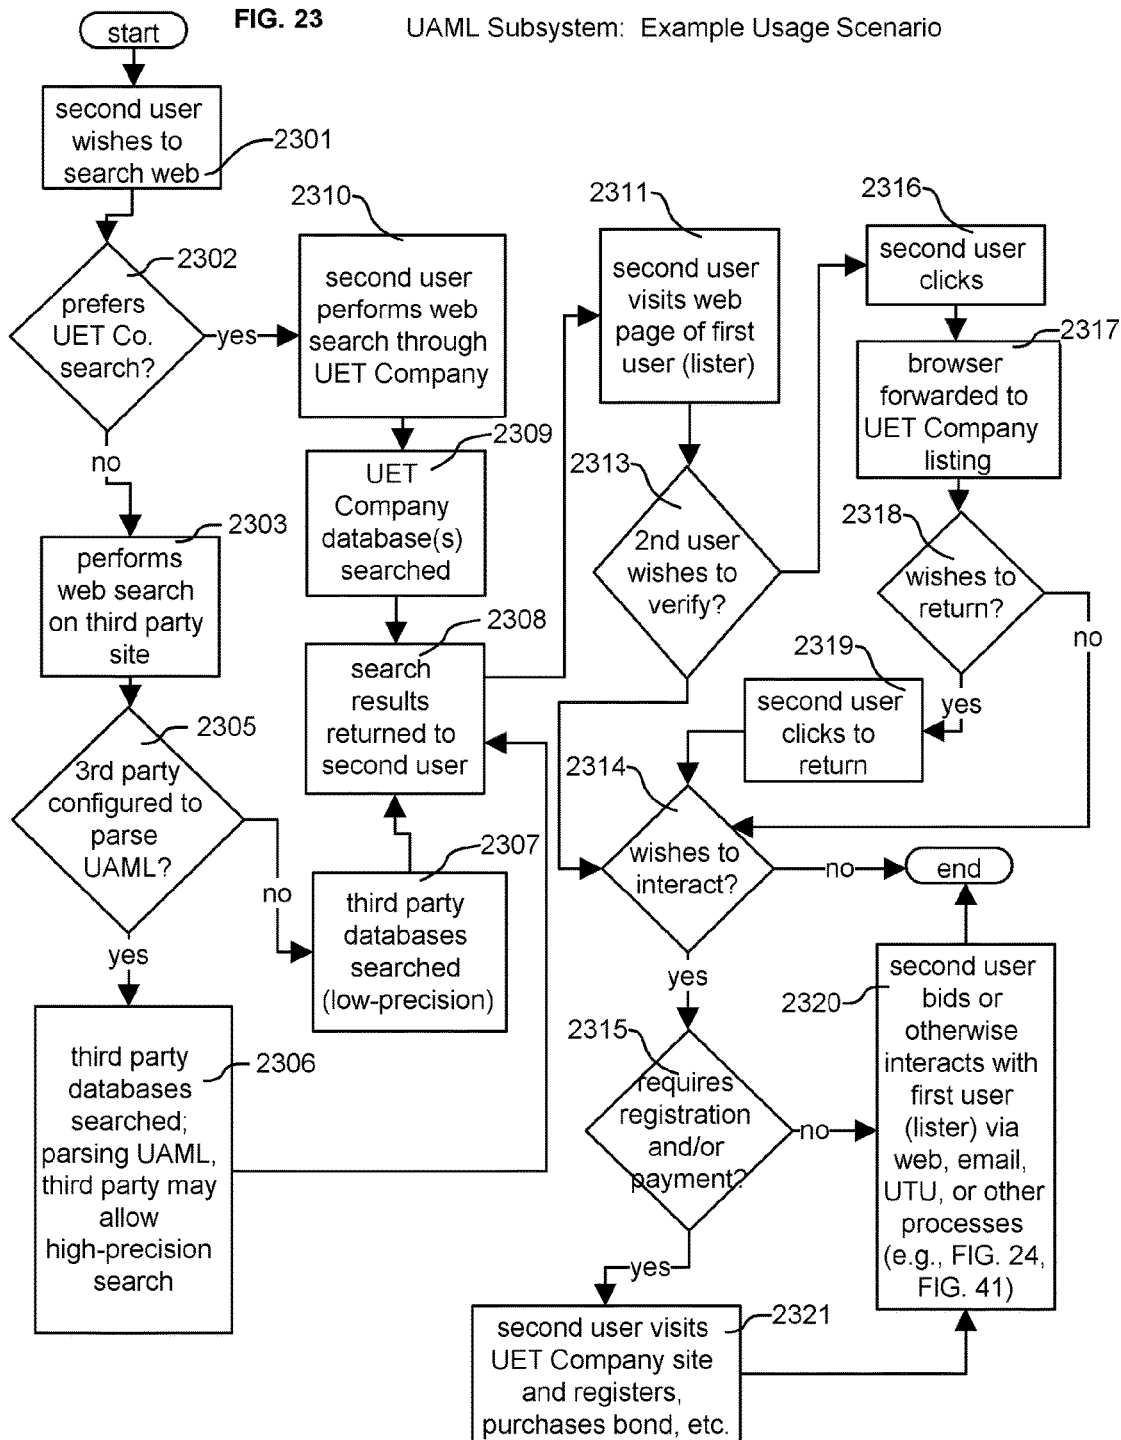 FIG. 23
UAML Subsystem: Example Usage Scenario
start
second user
wishes to
search web
2301
2302
prefers
UET Co.
search?
yes
no
2303
performs
web search
on third party
site
2305
3rd party
configured to
parse
UAML?
no
yes
2306
third party
databases
searched;
parsing UAML,
third party may
allow
high-precision
search
2310
second user
performs web
search through
UET Company
2309
UET
Company
database(s)
searched
2308
search
results
returned to
second user
2307
third party
databases
searched
(low-precision)
2311
second user
visits web
page of first
user (lister)
2313
2nd user
wishes to
verify?
2316
second user
clicks
2317
browser
forwarded to
UET Company
listing
2318
wishes to
return?
no
yes
2319
second user
clicks to
return
2314
wishes to
interact?
no
end
yes
2315
requires
registration
and/or
payment?
no
yes
2320
second user
bids or
otherwise
interacts with
first user
(lister) via
web, email,
UTU, or other
processes
(e.g., FIG. 24,
FIG. 41)
2321
second user visits
UET Company site
and registers,
purchases bond, etc.